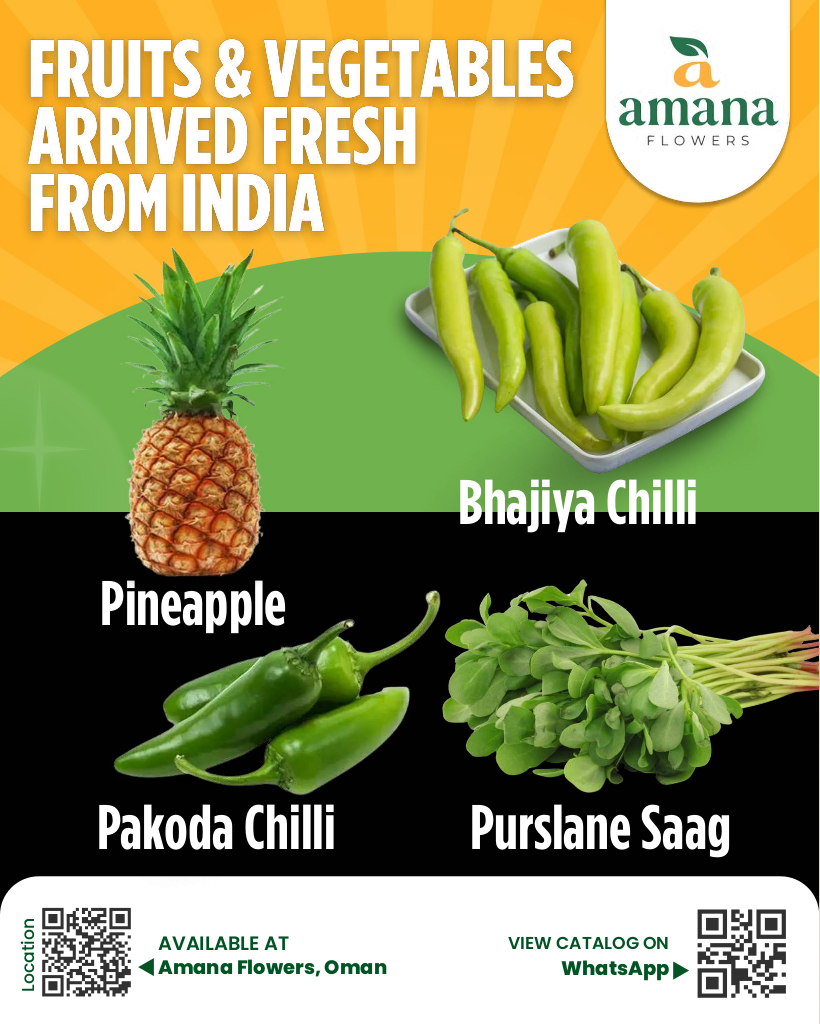 FRUITS & VEGETABLES
ARRIVED FRESH
FROM INDIA
amana
FLOWERS
Bhajiya Chilli
Pineapple
Pakoda Chilli
Purslane Saag
Location
AVAILABLE AT
Amana Flowers, Oman
VIEW CATALOG ON
WhatsApp